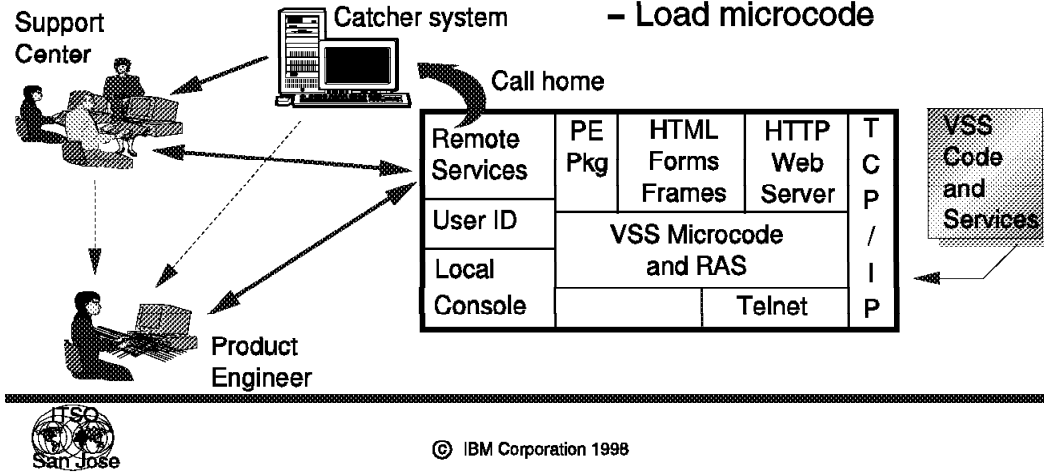 Support
Center
Catcher system
– Load microcode
Call home
Remote
Services
PE
Pkg
HTML
Forms
Frames
HTTP
Web
Server
T
C
P
/
I
P
User ID
VSS Microcode
and RAS
Local
Console
Telnet
VSS
Code
and
Services
Product
Engineer
ITSO
San Jose
© IBM Corporation 1998